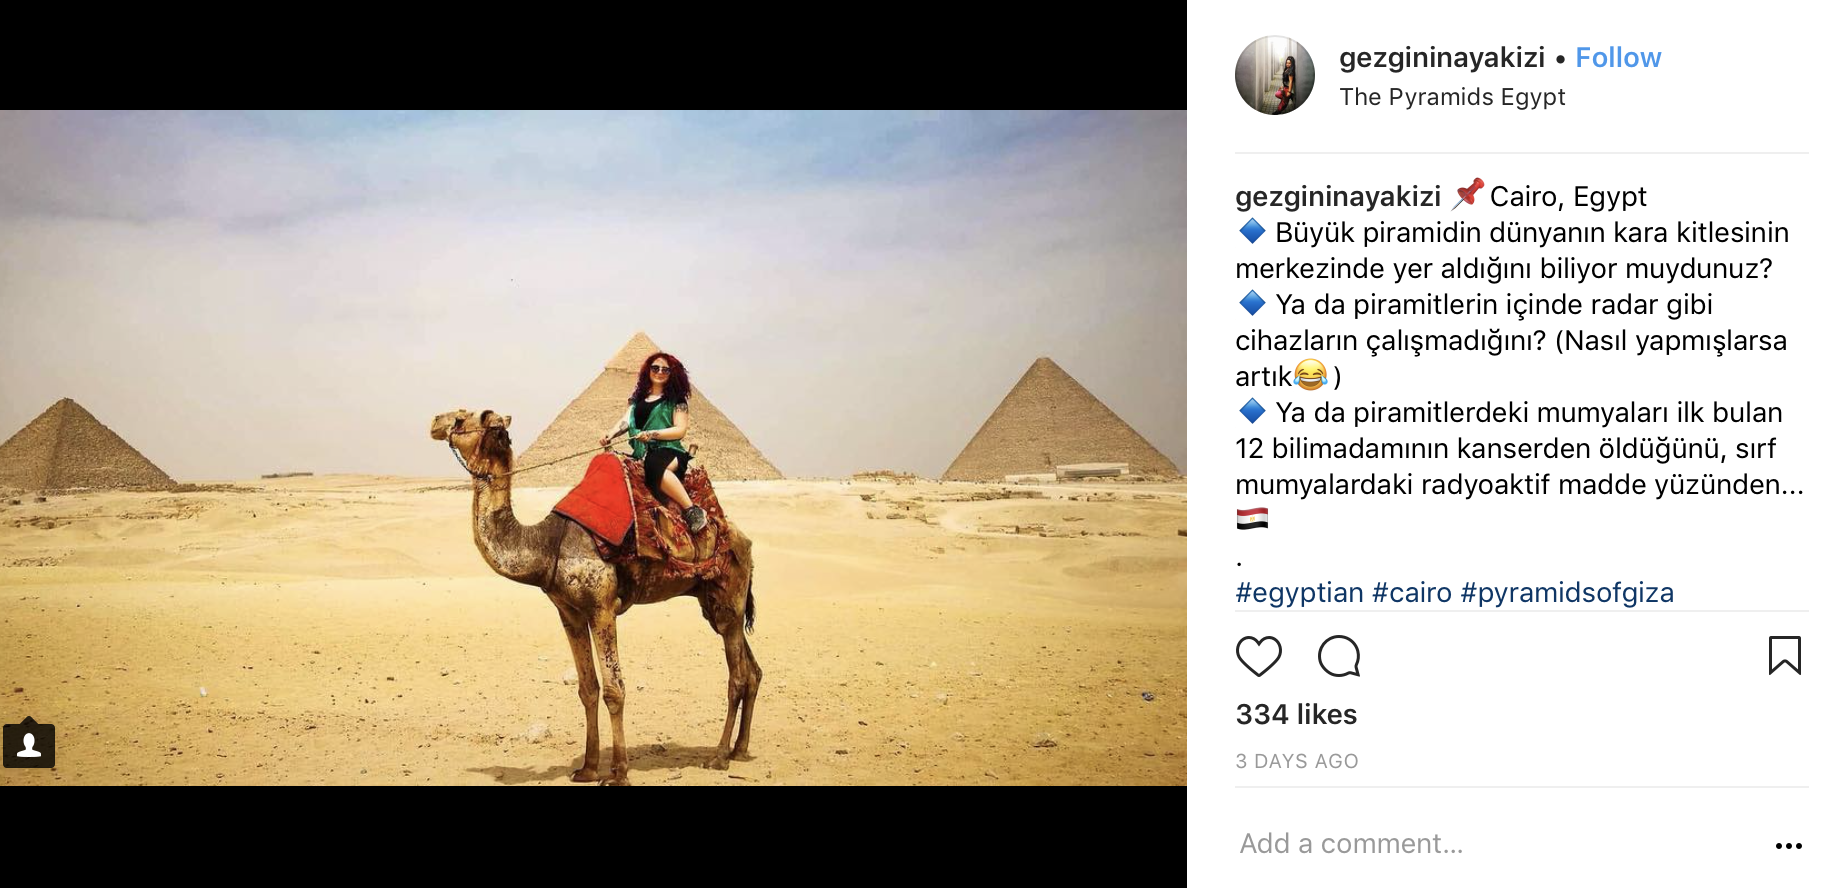 gezgininayakizi • Follow
The Pyramids Egypt
gezgininayakizi 📌 Cairo, Egypt
🔷 Büyük piramidin dünyanın kara kitlesinin
merkezinde yer aldığını biliyor muydunuz?
🔷 Ya da piramitlerin içinde radar gibi
cihazların çalışmadığını? (Nasıl yapmışlarsa
artık😂)
🔷 Ya da piramitlerdeki mumyaları ilk bulan
12 bilimadamının kanserden öldüğünü, sırf
mumyalardaki radyoaktif madde yüzünden...
🇪🇬
.
#egyptian #cairo #pyramidsofgiza
334 likes
3 DAYS AGO
Add a comment...